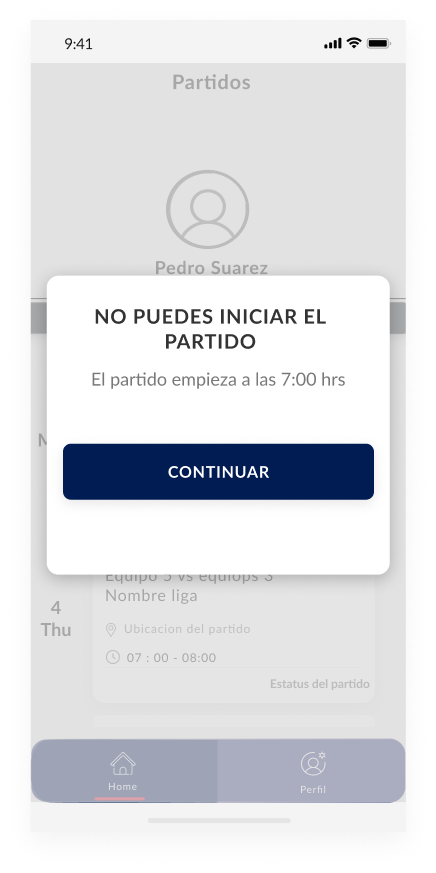 9:41
Partidos
Pedro Suarez
NO PUEDES INICIAR EL
PARTIDO
El partido empieza a las 7:00 hrs
CONTINUAR
M
Equipo 5 vs equiops 3
Nombre liga
4
Thu
Ubicacion del partido
07 : 00 - 08:00
Estatus del partido
Home
Perfil